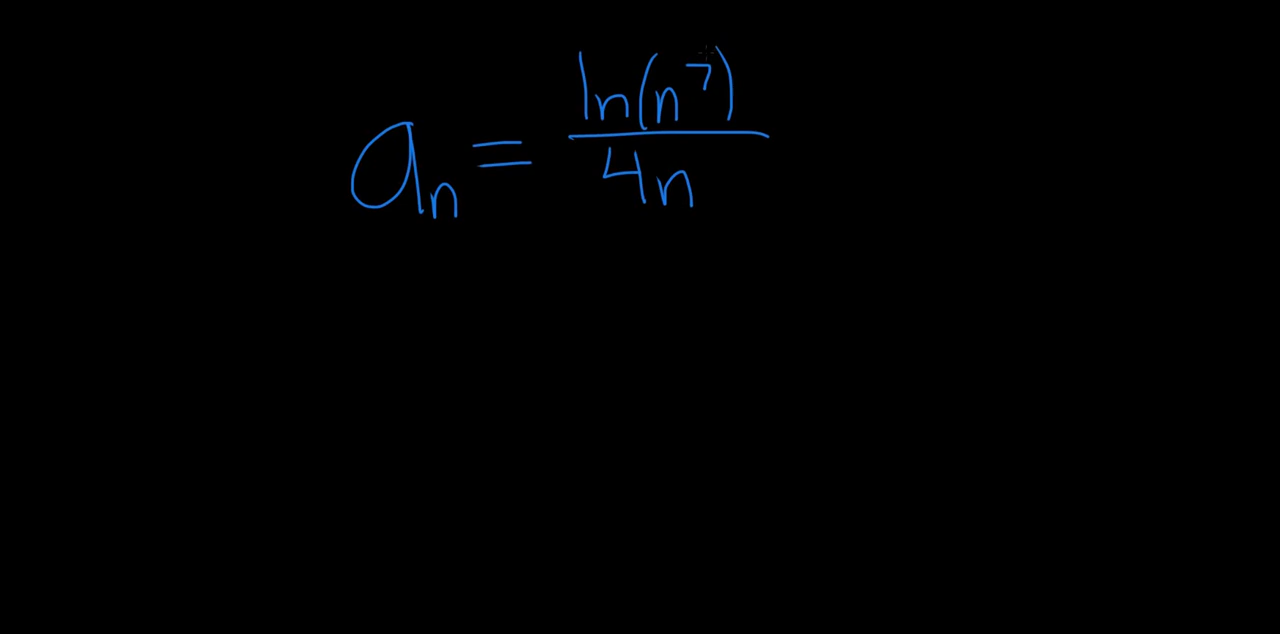 aₙ = ln(n⁷) / 4n